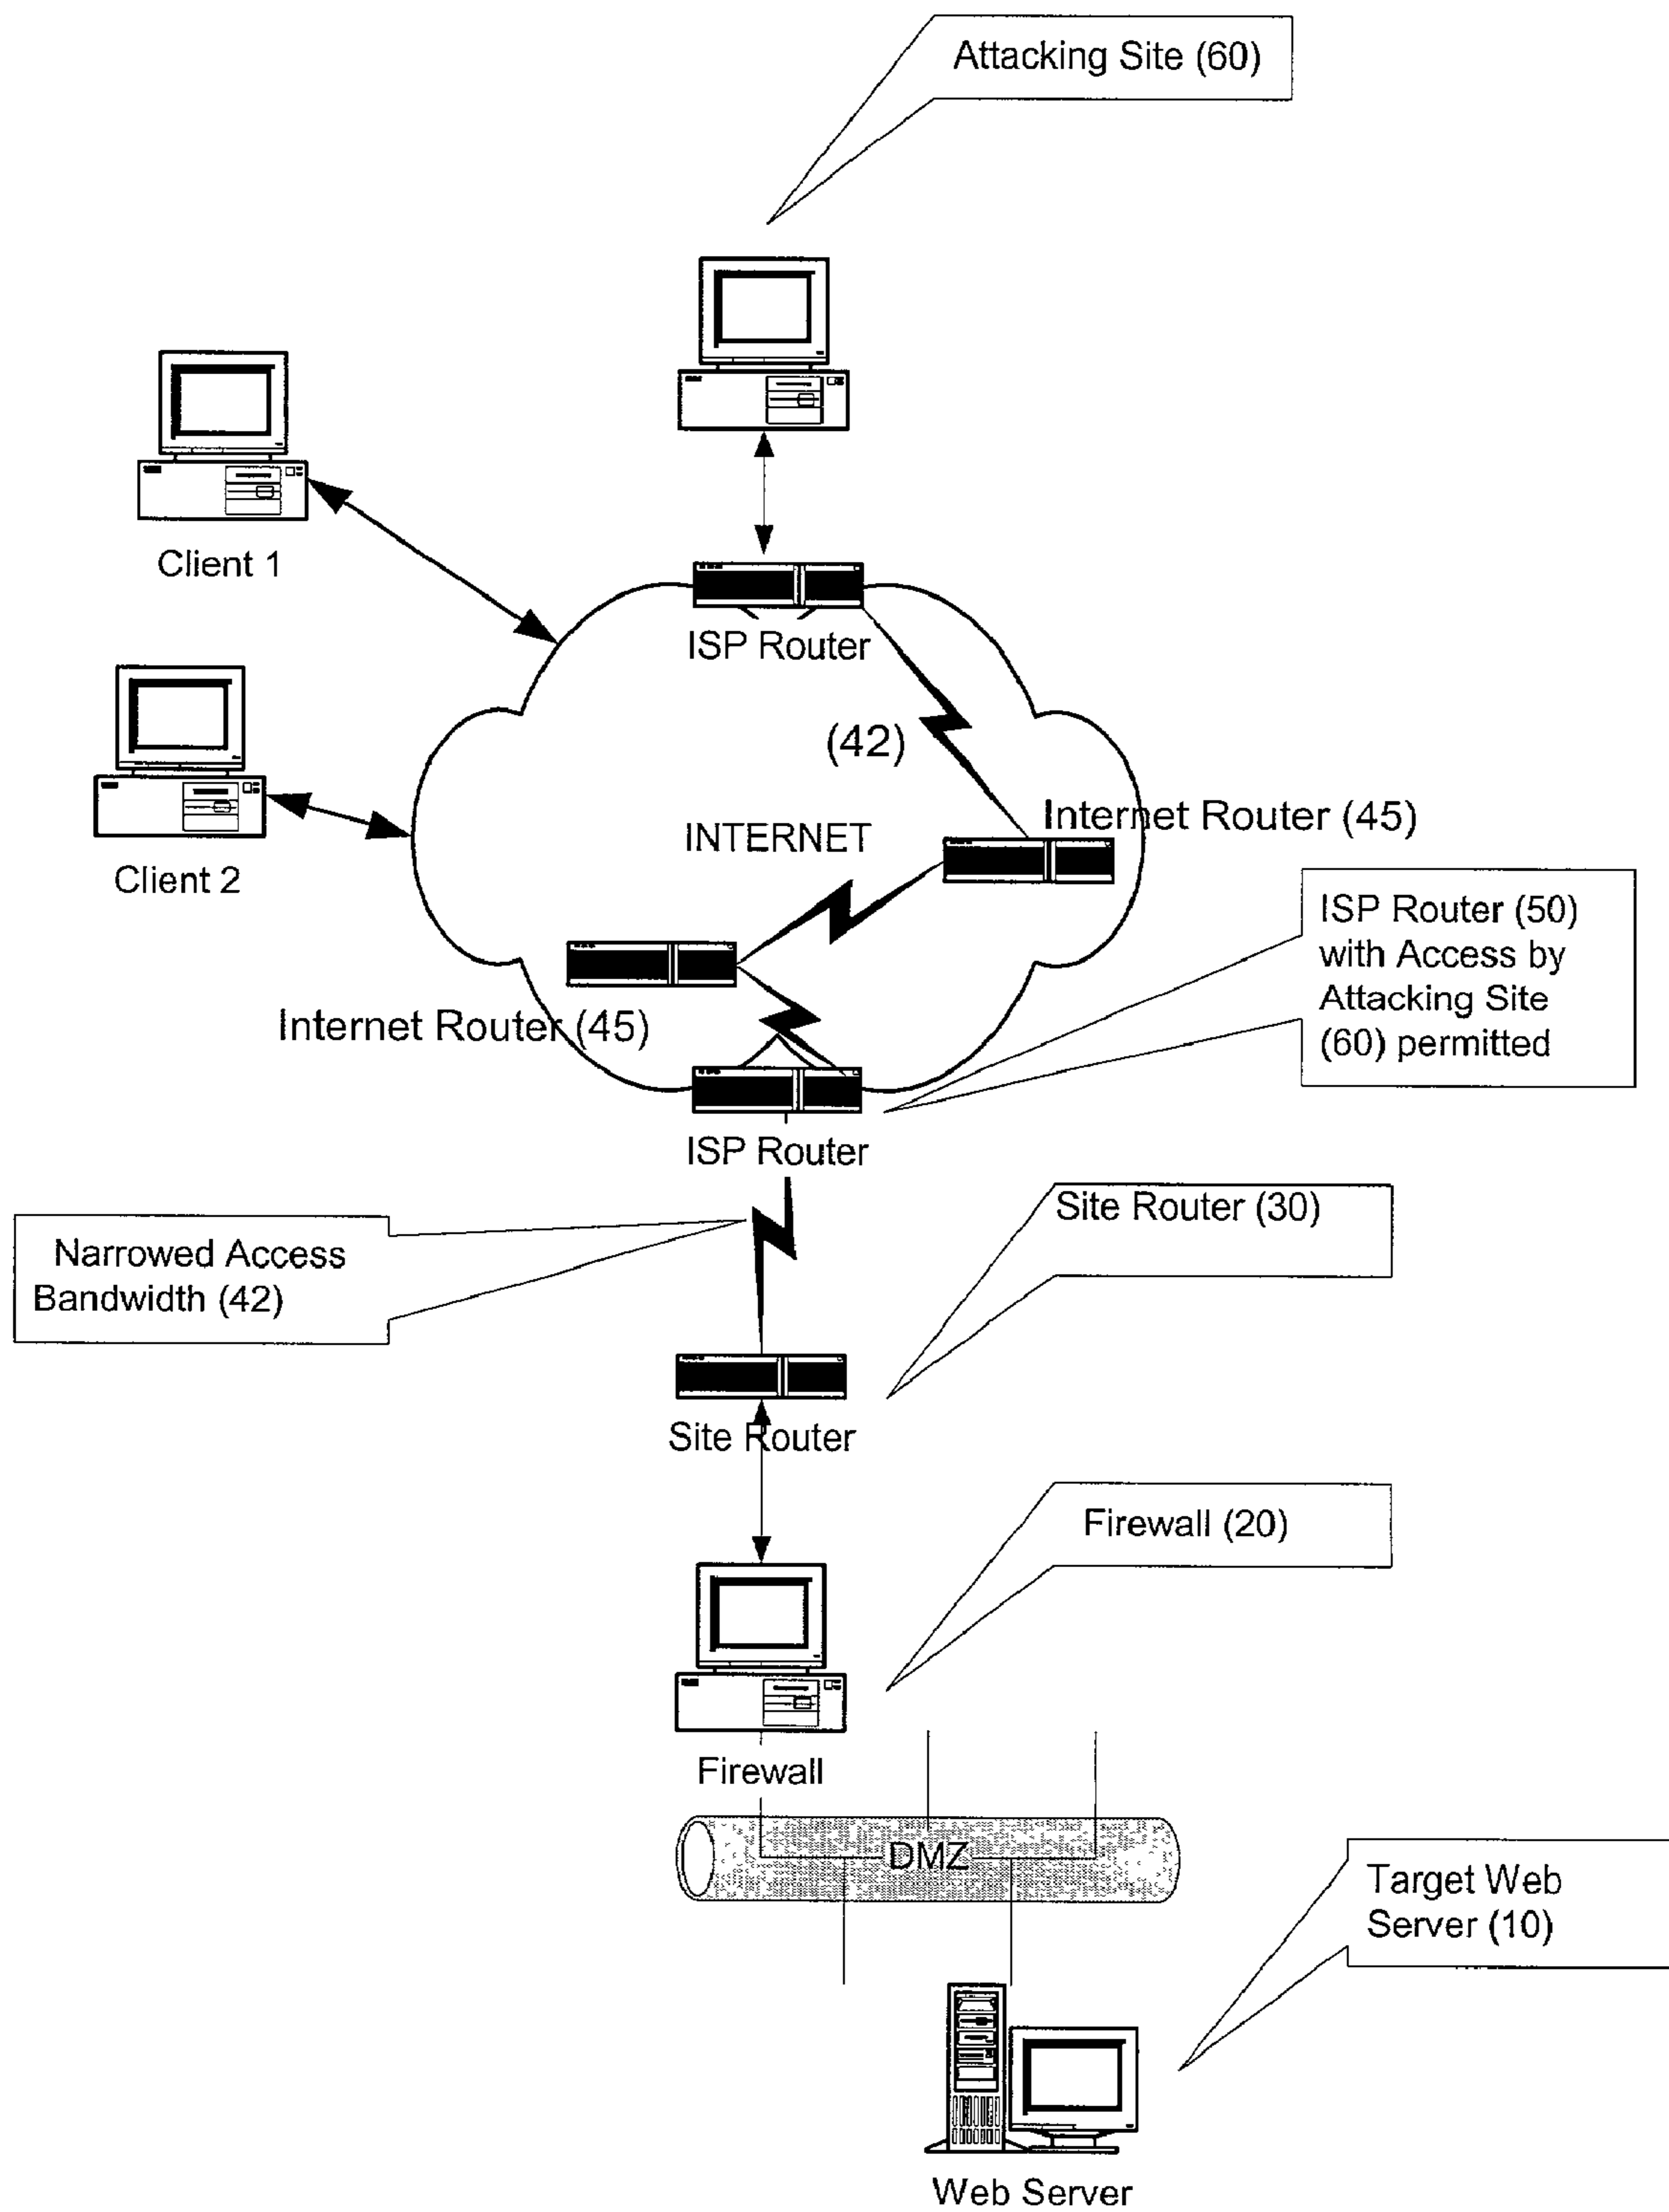 Attacking Site (60)
Client 1
ISP Router
Client 2
(42)
Internet Router (45)
INTERNET
ISP Router (50)
with Access by
Attacking Site
(60) permitted
Internet Router (45)
ISP Router
Site Router (30)
Narrowed Access
Bandwidth (42)
Site Router
Firewall (20)
Firewall
DMZ
Target Web
Server (10)
Web Server